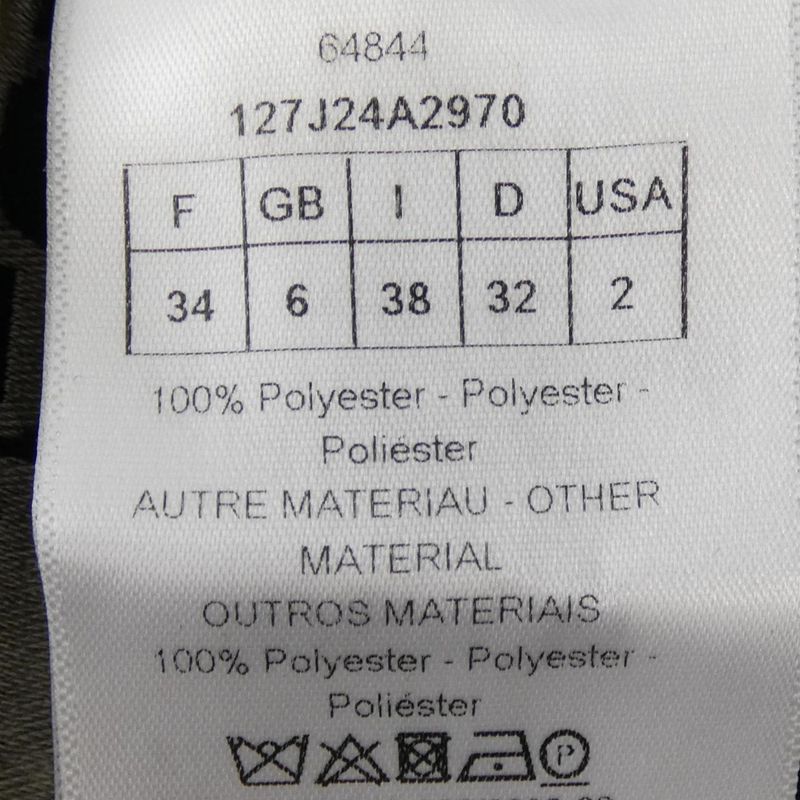 64844
127J24A2970
F GB I D USA
34 6 38 32 2
100% Polyester - Polyester -
Poliéster
AUTRE MATERIAU - OTHER
MATERIAL
OUTROS MATERIAIS
100% Polyester - Polyester -
Poliéster
P